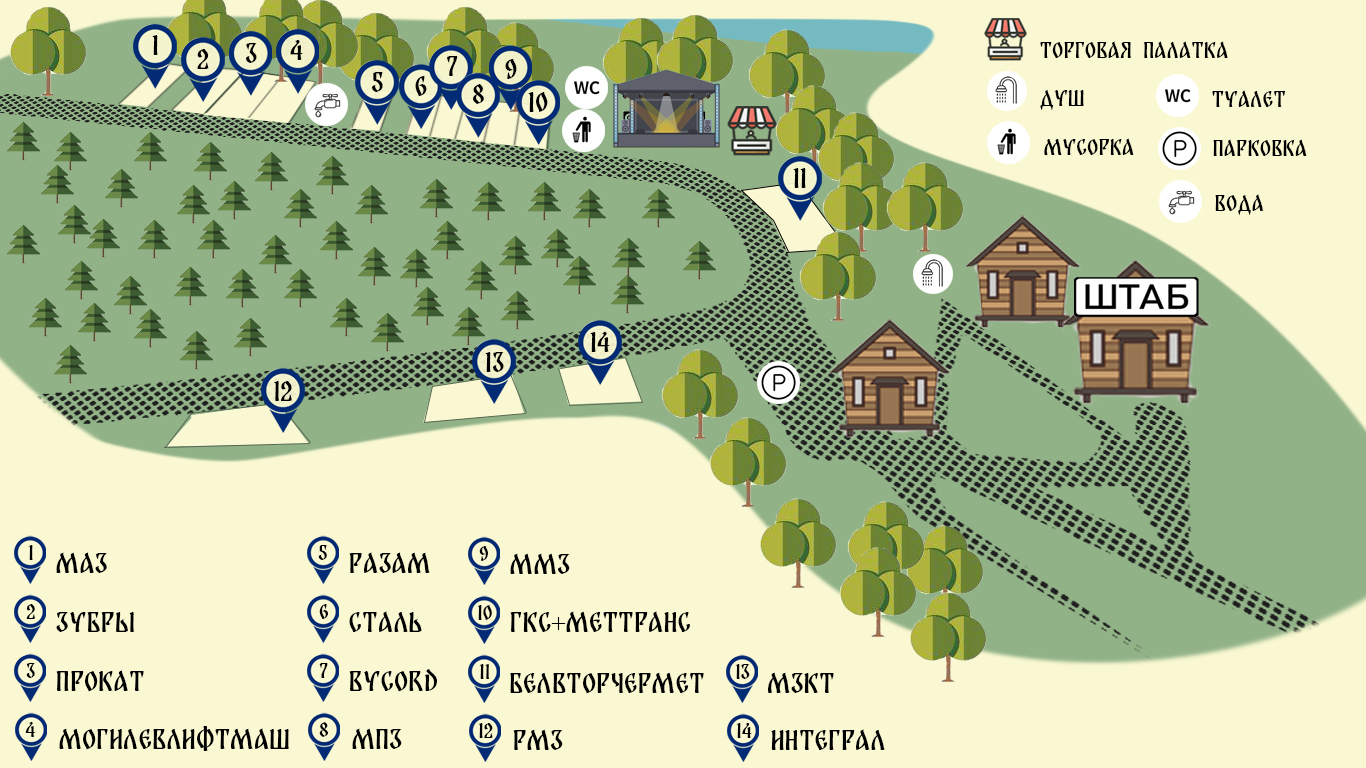 1
2
3
4
5
6
7
8
9
10
WC
11
12
13
14
P
ШТАБ
ТОРГОВАЯ ПАЛАТКА
ДУШ
WC ТУАЛЕТ
МУСОРКА
P ПАРКОВКА
ВОДА
1 МАЗ
2 ЗУБРЫ
3 ПРОКАТ
4 МОГИЛЕВЛИФТМАШ
5 РАЗАМ
6 СТАЛЬ
7 BYCORD
8 МПЗ
9 ММЗ
10 ГКС+МЕТТРАНС
11 БЕЛВТОРЧЕРМЕТ
12 РМЗ
13 МЗКТ
14 ИНТЕГРАЛ